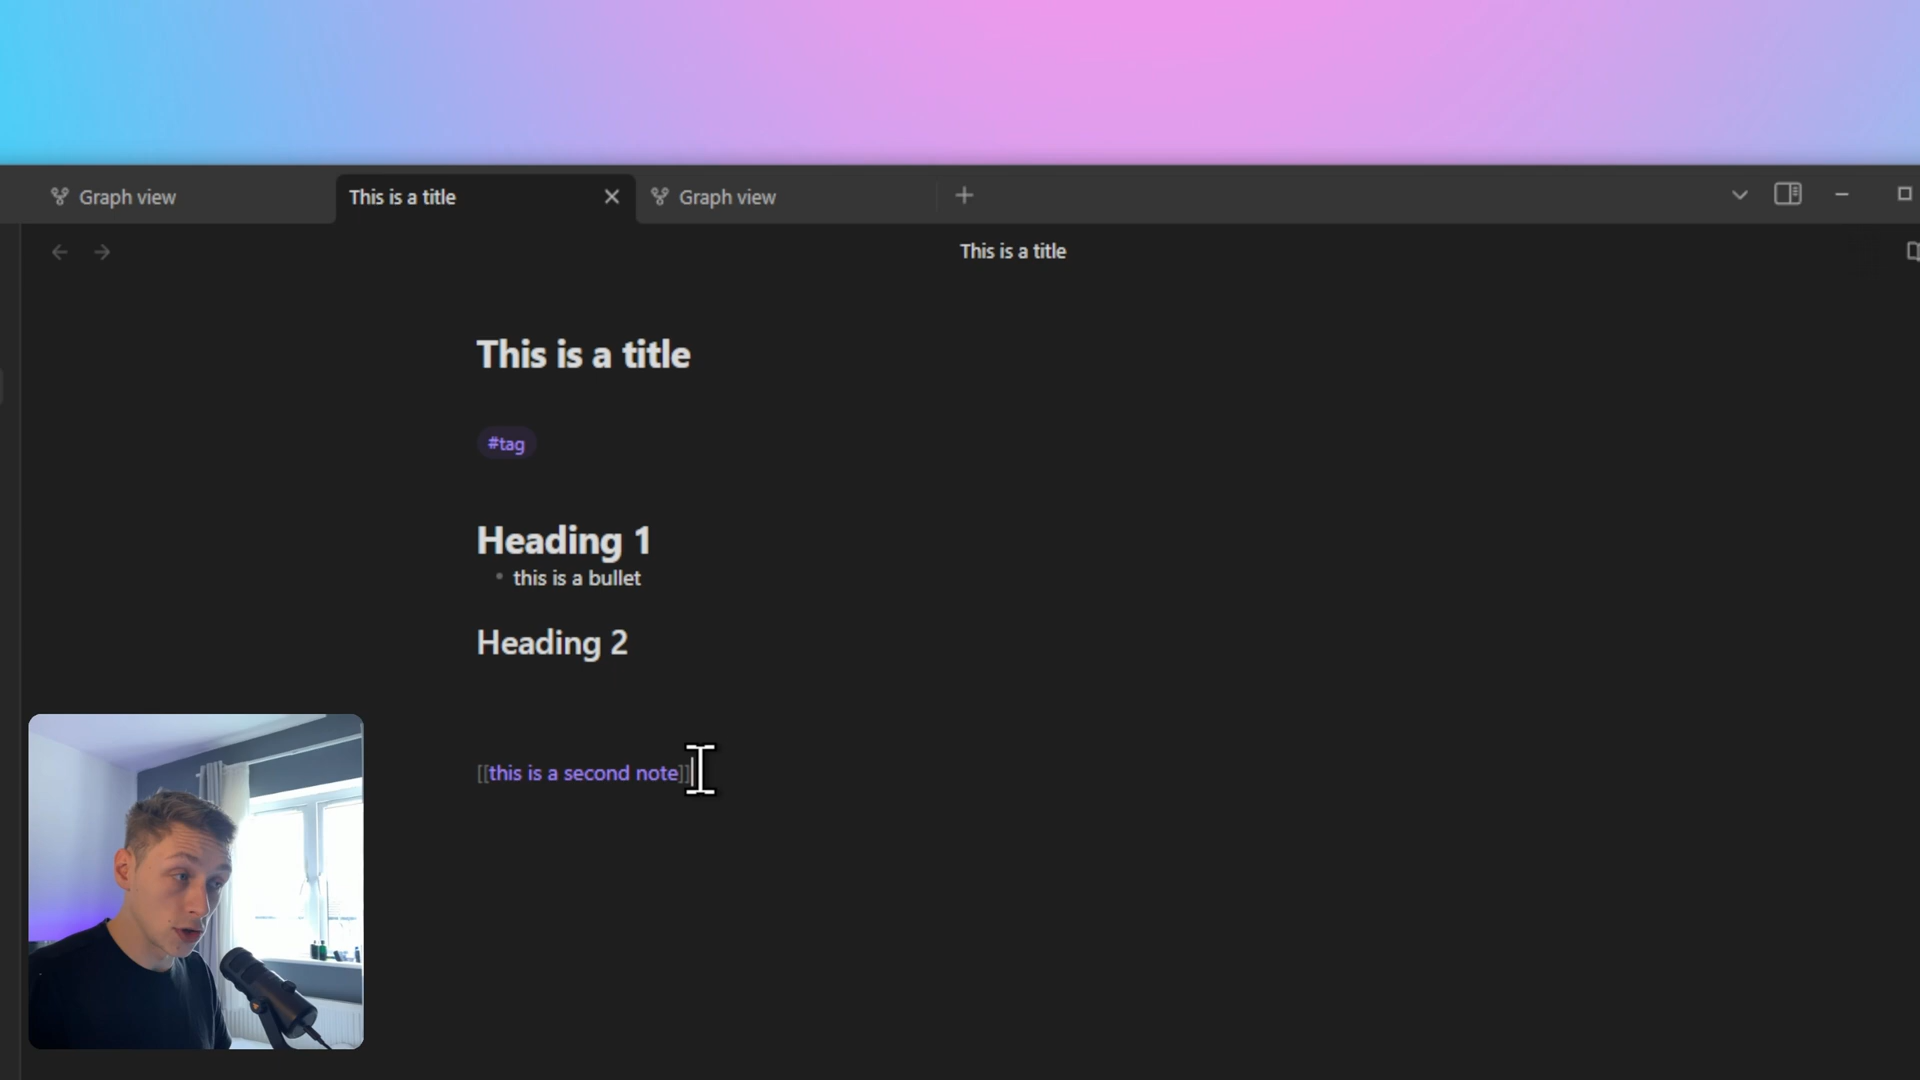 Graph view
This is a title
Graph view
This is a title
This is a title
#tag
Heading 1
this is a bullet
Heading 2
[[this is a second note]]